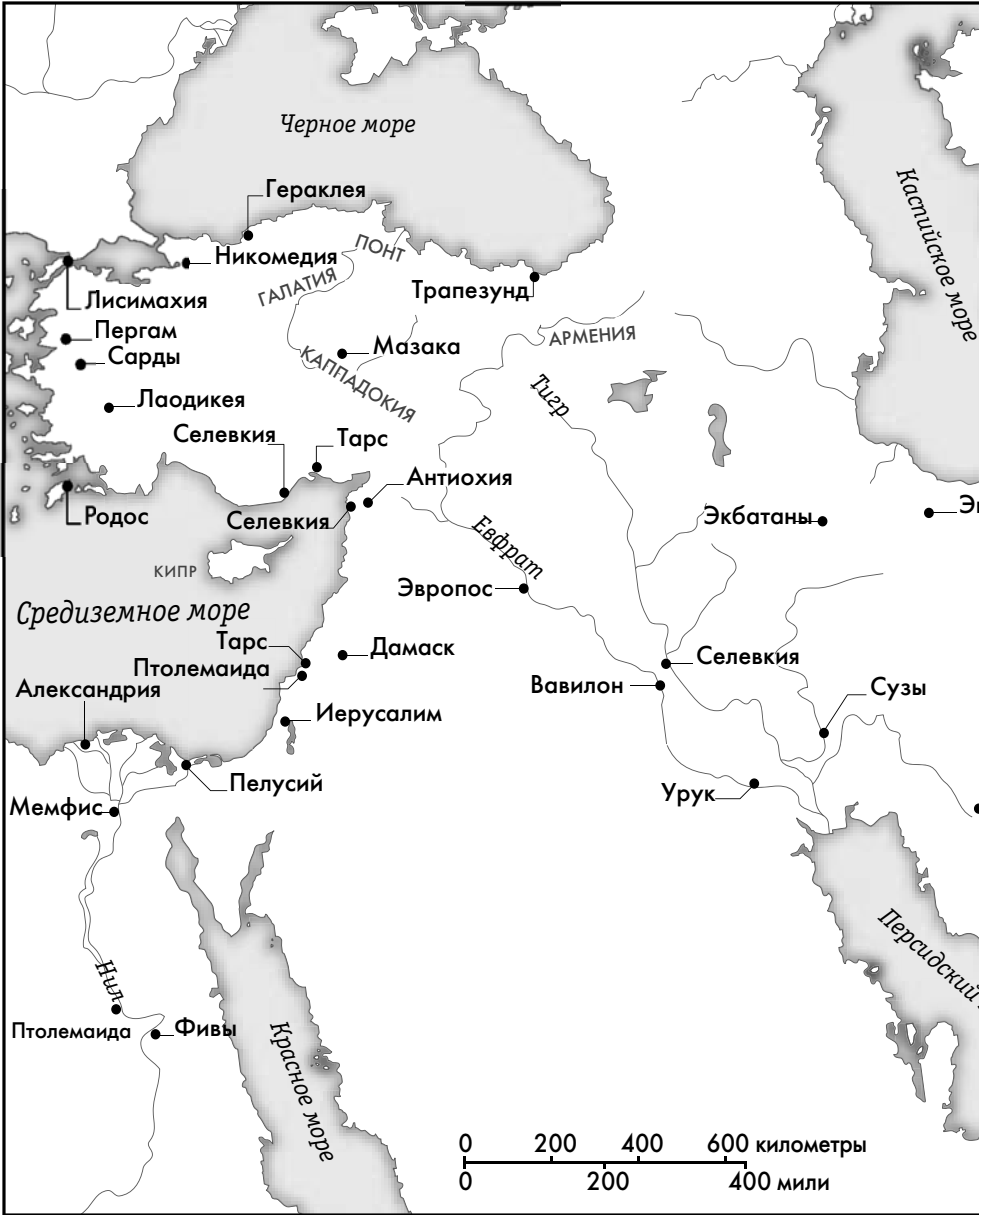 Черное море
Каспийское море
Гераклея
Никомедия
ПОНТ
ГАЛАТИЯ
Трапезунд
Лисимахия
Пергам
Сарды
Мазака
АРМЕНИЯ
КАППАДОКИЯ
Тигр
Лаодикея
Селевкия
Тарс
Антиохия
Родос
Селевкия
Экбатаны
Евфрат
КИПР
Эвропос
Средиземное море
Тарс
Дамаск
Птолемаида
Селевкия
Александрия
Вавилон
Сузы
Иерусалим
Пелусий
Урук
Мемфис
Персидский
Нил
Птолемаида
Фивы
Красное море
0 200 400 600 километры
0 200 400 мили